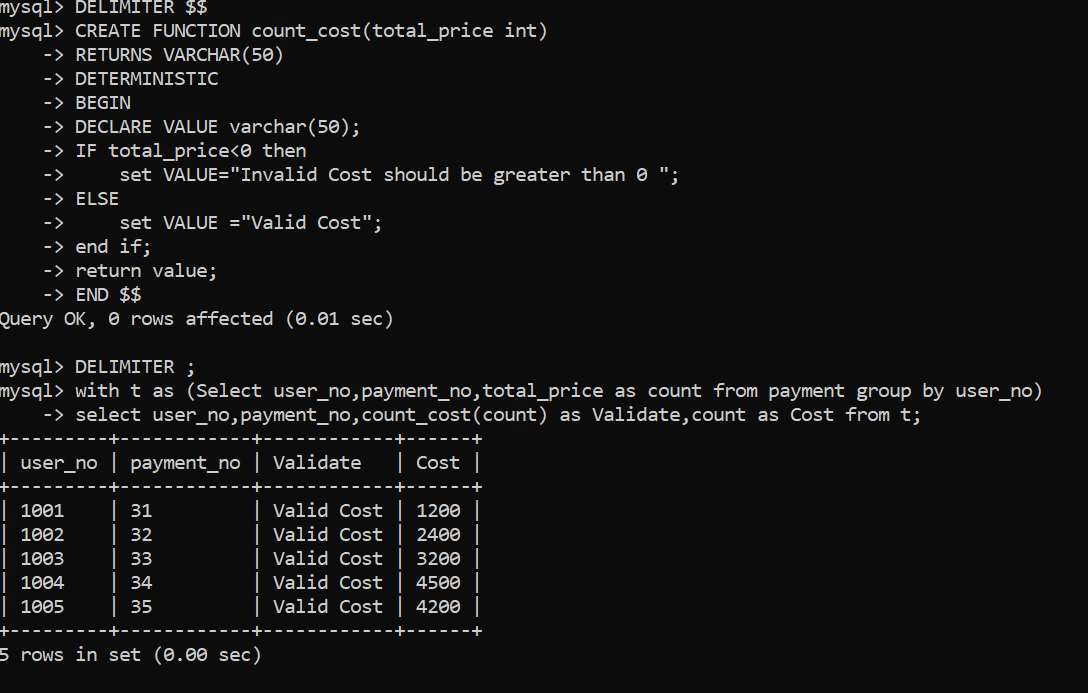 mysql> DELIMITER $$
mysql> CREATE FUNCTION count_cost(total_price int)
    -> RETURNS VARCHAR(50)
    -> DETERMINISTIC
    -> BEGIN
    -> DECLARE VALUE varchar(50);
    -> IF total_price<0 then
    ->     set VALUE="Invalid Cost should be greater than 0 ";
    -> ELSE
    ->     set VALUE ="Valid Cost";
    -> end if;
    -> return value;
    -> END $$
Query OK, 0 rows affected (0.01 sec)

mysql> DELIMITER ;
mysql> with t as (Select user_no,payment_no,total_price as count from payment group by user_no)
    -> select user_no,payment_no,count_cost(count) as Validate,count as Cost from t;
+---------+------------+------------+------+
| user_no | payment_no | Validate   | Cost |
+---------+------------+------------+------+
| 1001    | 31         | Valid Cost | 1200 |
| 1002    | 32         | Valid Cost | 2400 |
| 1003    | 33         | Valid Cost | 3200 |
| 1004    | 34         | Valid Cost | 4500 |
| 1005    | 35         | Valid Cost | 4200 |
+---------+------------+------------+------+
5 rows in set (0.00 sec)